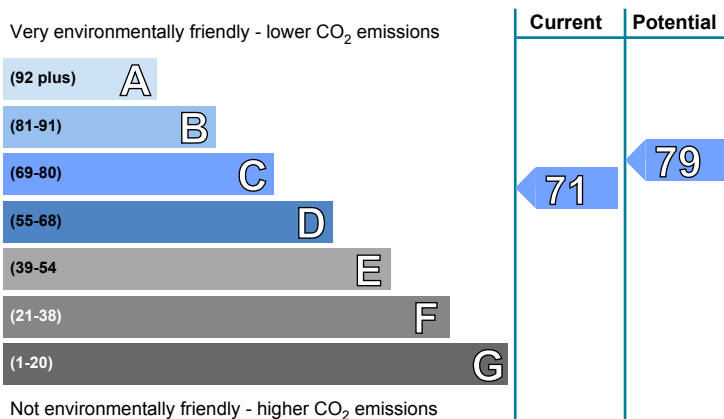 Current Potential
Very environmentally friendly - lower CO2 emissions
(92 plus) A
(81-91) B
(69-80) C
(55-68) D
(39-54 E
(21-38) F
(1-20) G
71
79
Not environmentally friendly - higher CO2 emissions